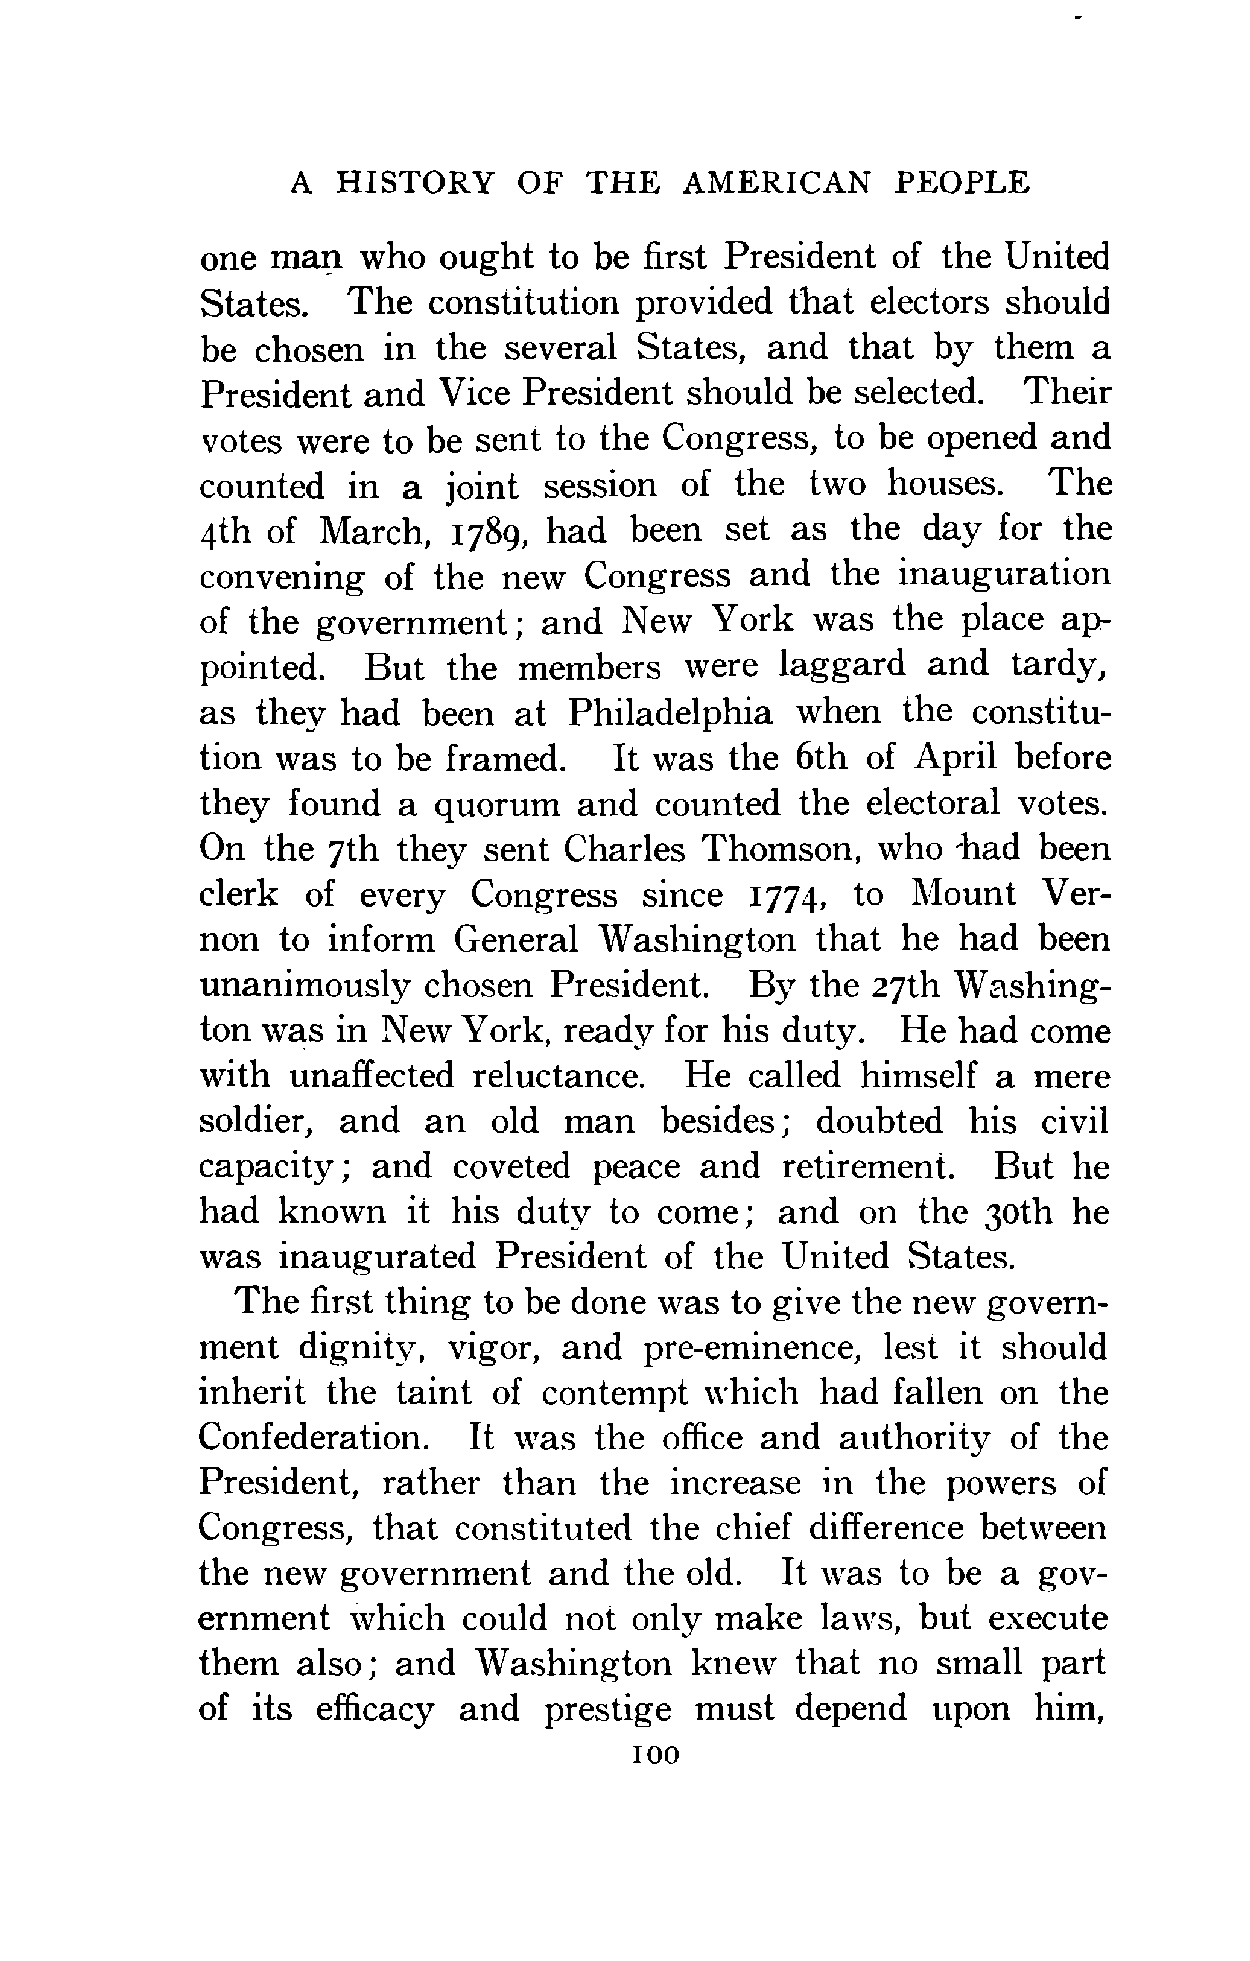 A HISTORY OF THE AMERICAN PEOPLE
one man who ought to be first President of the United
States. The constitution provided that electors should
be chosen in the several States, and that by them a
President and Vice President should be selected. Their
votes were to be sent to the Congress, to be opened and
counted in a joint session of the two houses. The
4th of March, 1789, had been set as the day for the
convening of the new Congress and the inauguration
of the government; and New York was the place ap-
pointed. But the members were laggard and tardy,
as they had been at Philadelphia when the constitu-
tion was to be framed. It was the 6th of April before
they found a quorum and counted the electoral votes.
On the 7th they sent Charles Thomson, who had been
clerk of every Congress since 1774, to Mount Ver-
non to inform General Washington that he had been
unanimously chosen President. By the 27th Washing-
ton was in New York, ready for his duty. He had come
with unaffected reluctance. He called himself a mere
soldier, and an old man besides; doubted his civil
capacity; and coveted peace and retirement. But he
had known it his duty to come; and on the 30th he
was inaugurated President of the United States.
The first thing to be done was to give the new govern-
ment dignity, vigor, and pre-eminence, lest it should
inherit the taint of contempt which had fallen on the
Confederation. It was the office and authority of the
President, rather than the increase in the powers of
Congress, that constituted the chief difference between
the new government and the old. It was to be a gov-
ernment which could not only make laws, but execute
them also; and Washington knew that no small part
of its efficacy and prestige must depend upon him,
100